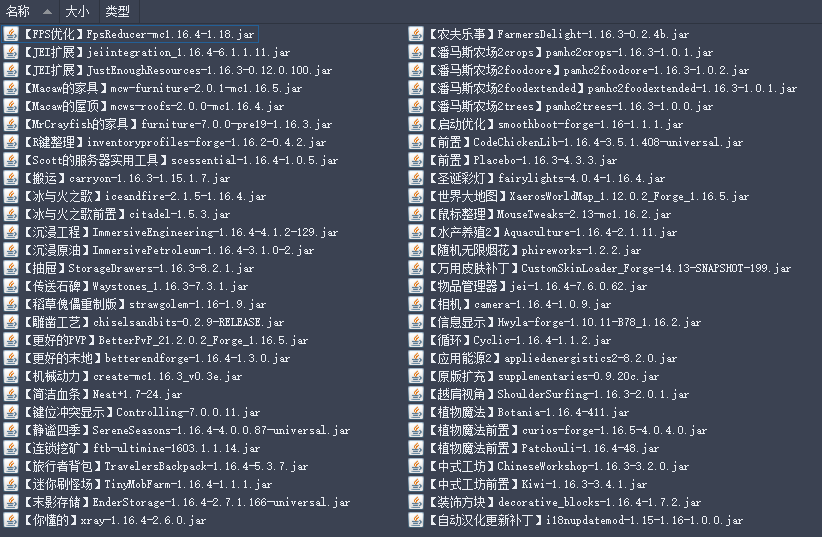 名称 大小 类型
【FPS优化】FpsReducer-mc1.16.4-1.18.jar
【JEI扩展】jeiintegration_1.16.4-6.1.1.11.jar
【JEI扩展】JustEnoughResources-1.16.3-0.12.0.100.jar
【Macaw的家具】mcw-furniture-2.0.1-mc1.16.5.jar
【Macaw的屋顶】mcws-roofs-2.0.0-mc1.16.4.jar
【MrCrayfish的家具】furniture-7.0.0-pre19-1.16.3.jar
【R键整理】inventoryprofiles-forge-1.16.2-0.4.2.jar
【Scott的服务器实用工具】scessential-1.16.4-1.0.5.jar
【搬运】carryon-1.16.3-1.15.1.7.jar
【冰与火之歌】iceandfire-2.1.5-1.16.4.jar
【冰与火之歌前置】citadel-1.5.3.jar
【沉浸工程】ImmersiveEngineering-1.16.4-4.1.2-129.jar
【沉浸原油】ImmersivePetroleum-1.16.4-3.1.0-2.jar
【抽屉】StorageDrawers-1.16.3-8.2.1.jar
【传送石碑】Waystones_1.16.3-7.3.1.jar
【稻草傀儡重制版】strawgolem-1.16-1.9.jar
【雕凿工艺】chiselsandbits-0.2.9-RELEASE.jar
【更好的PVP】BetterPvP_21.2.0.2_Forge_1.16.5.jar
【更好的末地】betterendforge-1.16.4-1.3.0.jar
【机械动力】create-mc1.16.3_v0.3e.jar
【简洁血条】Neat+1.7-24.jar
【键位冲突显示】Controlling-7.0.0.11.jar
【静谧四季】SereneSeasons-1.16.4-4.0.0.87-universal.jar
【连锁挖矿】ftb-ultimine-1603.1.1.14.jar
【旅行者背包】TravelersBackpack-1.16.4-5.3.7.jar
【迷你刷怪场】TinyMobFarm-1.16.4-1.1.1.jar
【末影存储】EnderStorage-1.16.4-2.7.1.166-universal.jar
【你懂的】xray-1.16.4-2.6.0.jar
【农夫乐事】FarmersDelight-1.16.3-0.2.4b.jar
【潘马斯农场2crops】pamhc2crops-1.16.3-1.0.1.jar
【潘马斯农场2foodcore】pamhc2foodcore-1.16.3-1.0.2.jar
【潘马斯农场2foodextended】pamhc2foodextended-1.16.3-1.0.1.jar
【潘马斯农场2trees】pamhc2trees-1.16.3-1.0.0.jar
【启动优化】smoothboot-forge-1.16-1.1.1.jar
【前置】CodeChickenLib-1.16.4-3.5.1.408-universal.jar
【前置】Placebo-1.16.3-4.3.3.jar
【圣诞彩灯】fairylights-4.0.4-1.16.4.jar
【世界大地图】XaerosWorldMap_1.12.0.2_Forge_1.16.5.jar
【鼠标整理】MouseTweaks-2.13-mc1.16.2.jar
【水产养殖2】Aquaculture-1.16.4-2.1.11.jar
【随机无限烟花】phireworks-1.2.2.jar
【万用皮肤补丁】CustomSkinLoader_Forge-14.13-SNAPSHOT-199.jar
【物品管理器】jei-1.16.4-7.6.0.62.jar
【相机】camera-1.16.4-1.0.9.jar
【信息显示】Hwyla-forge-1.10.11-B78_1.16.2.jar
【循环】Cyclic-1.16.4-1.1.2.jar
【应用能源2】appliedenergistics2-8.2.0.jar
【原版扩充】supplementaries-0.9.20c.jar
【越肩视角】ShoulderSurfing-1.16.3-2.0.1.jar
【植物魔法】Botania-1.16.4-411.jar
【植物魔法前置】curios-forge-1.16.5-4.0.4.0.jar
【植物魔法前置】Patchouli-1.16.4-48.jar
【中式工坊】ChineseWorkshop-1.16.3-3.2.0.jar
【中式工坊前置】Kiwi-1.16.3-3.4.1.jar
【装饰方块】decorative_blocks-1.16.4-1.7.2.jar
【自动汉化更新补丁】i18nupdatemod-1.15-1.16-1.0.0.jar